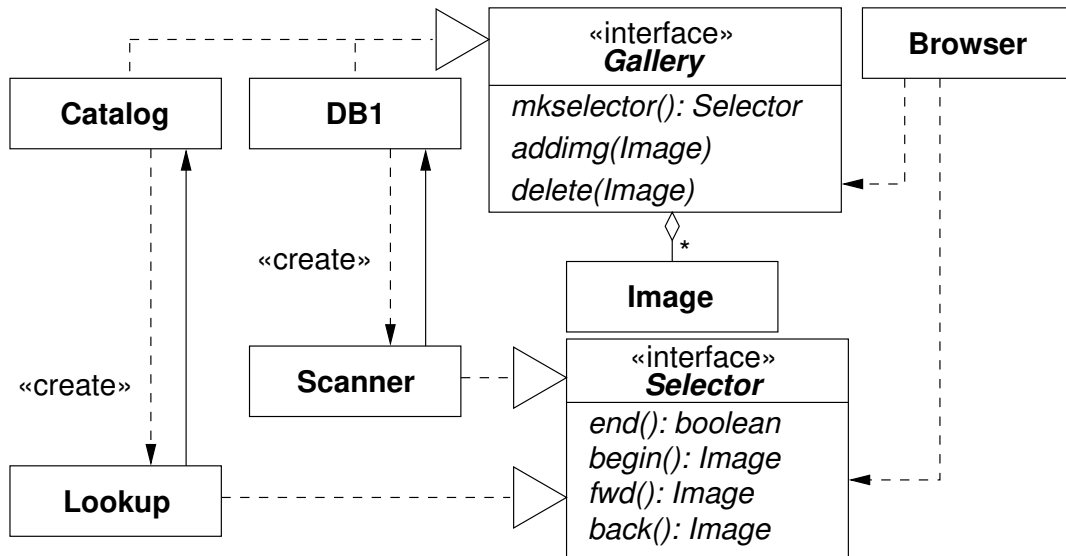 «interface»
Gallery
mkselector(): Selector
addimg(Image)
delete(Image)
Browser
Catalog
DB1
«create»
*
Image
«create»
Scanner
«interface»
Selector
end(): boolean
begin(): Image
fwd(): Image
back(): Image
Lookup